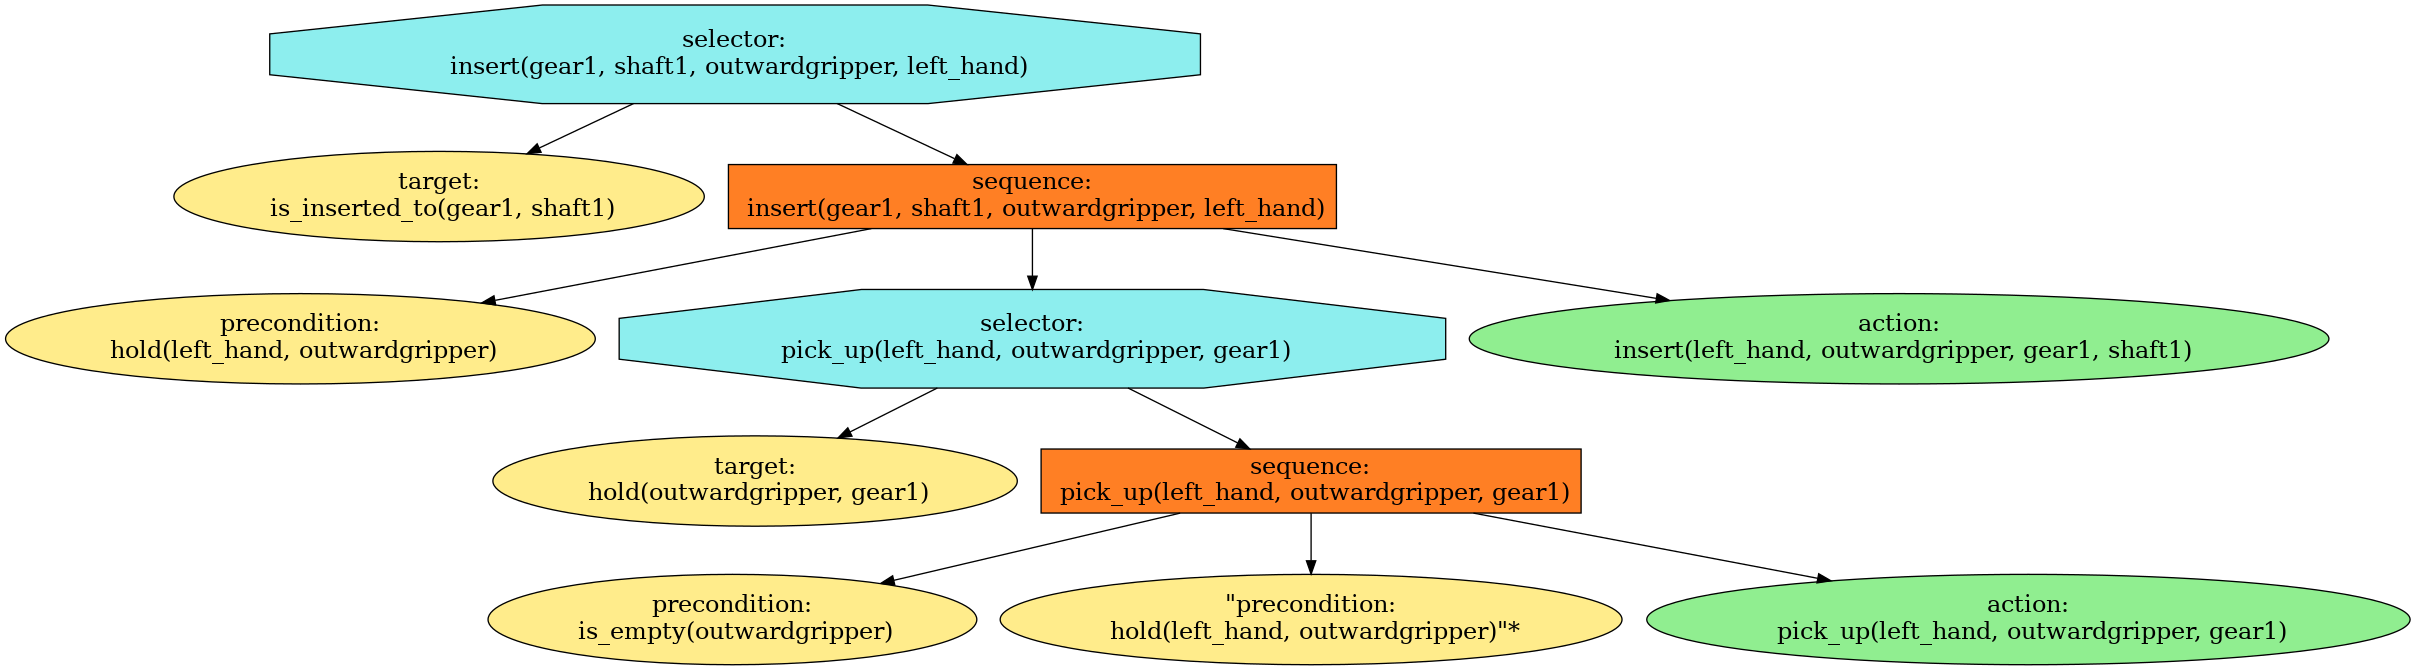 selector:
insert(gear1, shaft1, outwardgripper, left_hand)
target:
is_inserted_to(gear1, shaft1)
sequence:
insert(gear1, shaft1, outwardgripper, left_hand)
precondition:
hold(left_hand, outwardgripper)
selector:
pick_up(left_hand, outwardgripper, gear1)
action:
insert(left_hand, outwardgripper, gear1, shaft1)
target:
hold(outwardgripper, gear1)
sequence:
pick_up(left_hand, outwardgripper, gear1)
precondition:
is_empty(outwardgripper)
"precondition:
hold(left_hand, outwardgripper)"*
action:
pick_up(left_hand, outwardgripper, gear1)